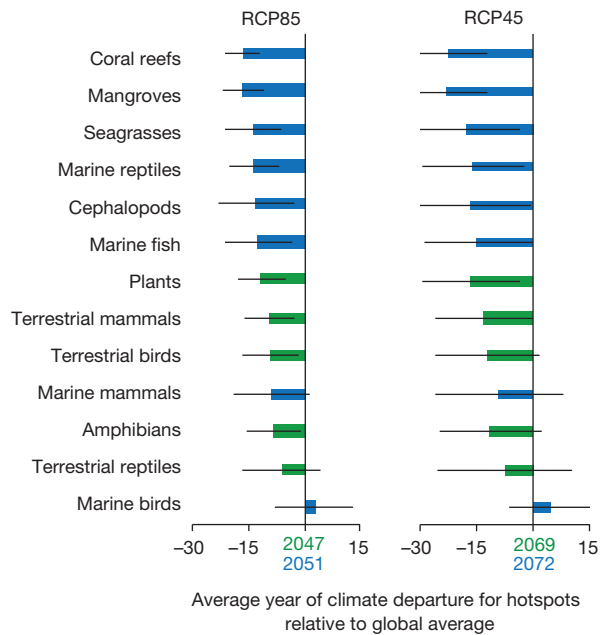 RCP85 RCP45
Coral reefs
Mangroves
Seagrasses
Marine reptiles
Cephalopods
Marine fish
Plants
Terrestrial mammals
Terrestrial birds
Marine mammals
Amphibians
Terrestrial reptiles
Marine birds
−30 −15 2047 15 −30 −15 2069 15
2051 2072
Average year of climate departure for hotspots
relative to global average